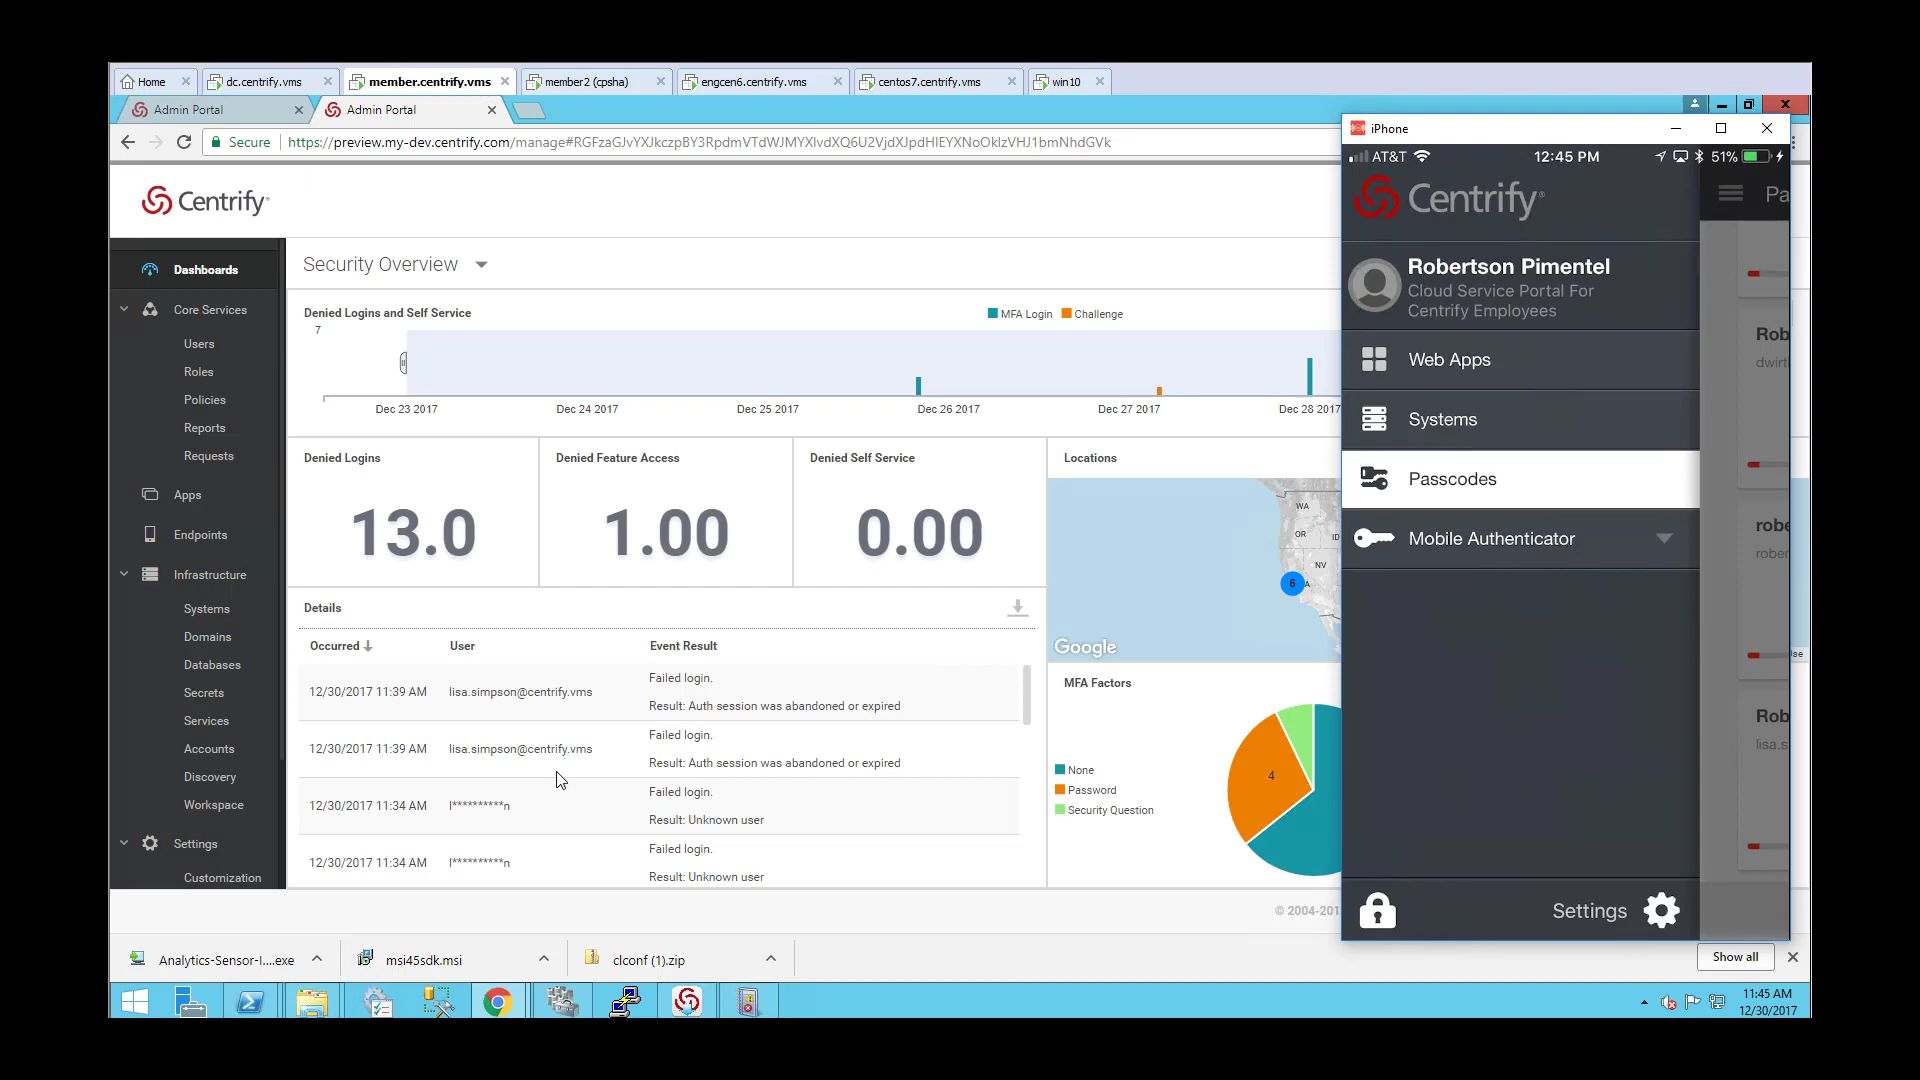 Home
dc.centrify.vms
member.centrify.vms
member2 (cpsha)
engcen6.centrify.vms
centos7.centrify.vms
win10
Admin Portal
Admin Portal
Secure
Centrify
Dashboards
Core Services
Users
Roles
Policies
Reports
Requests
Apps
Endpoints
Infrastructure
Systems
Domains
Databases
Secrets
Services
Accounts
Discovery
Workspace
Settings
Customization
Security Overview
Denied Logins and Self Service
MFA Login
Challenge
7
Dec 23 2017
Dec 24 2017
Dec 25 2017
Dec 26 2017
Dec 27 2017
Dec 28 2017
Denied Logins
13.0
Denied Feature Access
1.00
Denied Self Service
0.00
Locations
WA
OR
ID
NV
6
Google
Details
Occurred User Event Result
12/30/2017 11:39 AM lisa.simpson@centrify.vms Failed login.
Result: Auth session was abandoned or expired
12/30/2017 11:39 AM lisa.simpson@centrify.vms Failed login.
Result: Auth session was abandoned or expired
12/30/2017 11:34 AM l**********n Failed login.
Result: Unknown user
12/30/2017 11:34 AM l**********n Failed login.
Result: Unknown user
MFA Factors
None
Password
Security Question
4
© 2004-201
iPhone
AT&T 12:45 PM 51%
Centrify
Robertson Pimentel
Cloud Service Portal For
Centrify Employees
Web Apps
Systems
Passcodes
Mobile Authenticator
Settings
Pa
Rob
dwirth
robe
rober
Rob
lisa.s
Analytics-Sensor-I....exe
msi45sdk.msi
clconf (1).zip
Show all
11:45 AM
12/30/2017